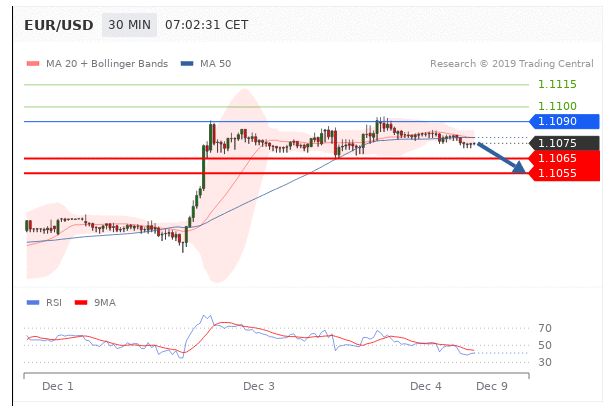 EUR/USD 30 MIN 07:02:31 CET
MA 20 + Bollinger Bands MA 50 Research © 2019 Trading Central
1.1115
1.1100
1.1090
1.1075
1.1065
1.1055
RSI 9MA
70
50
30
Dec 1 Dec 3 Dec 4 Dec 9